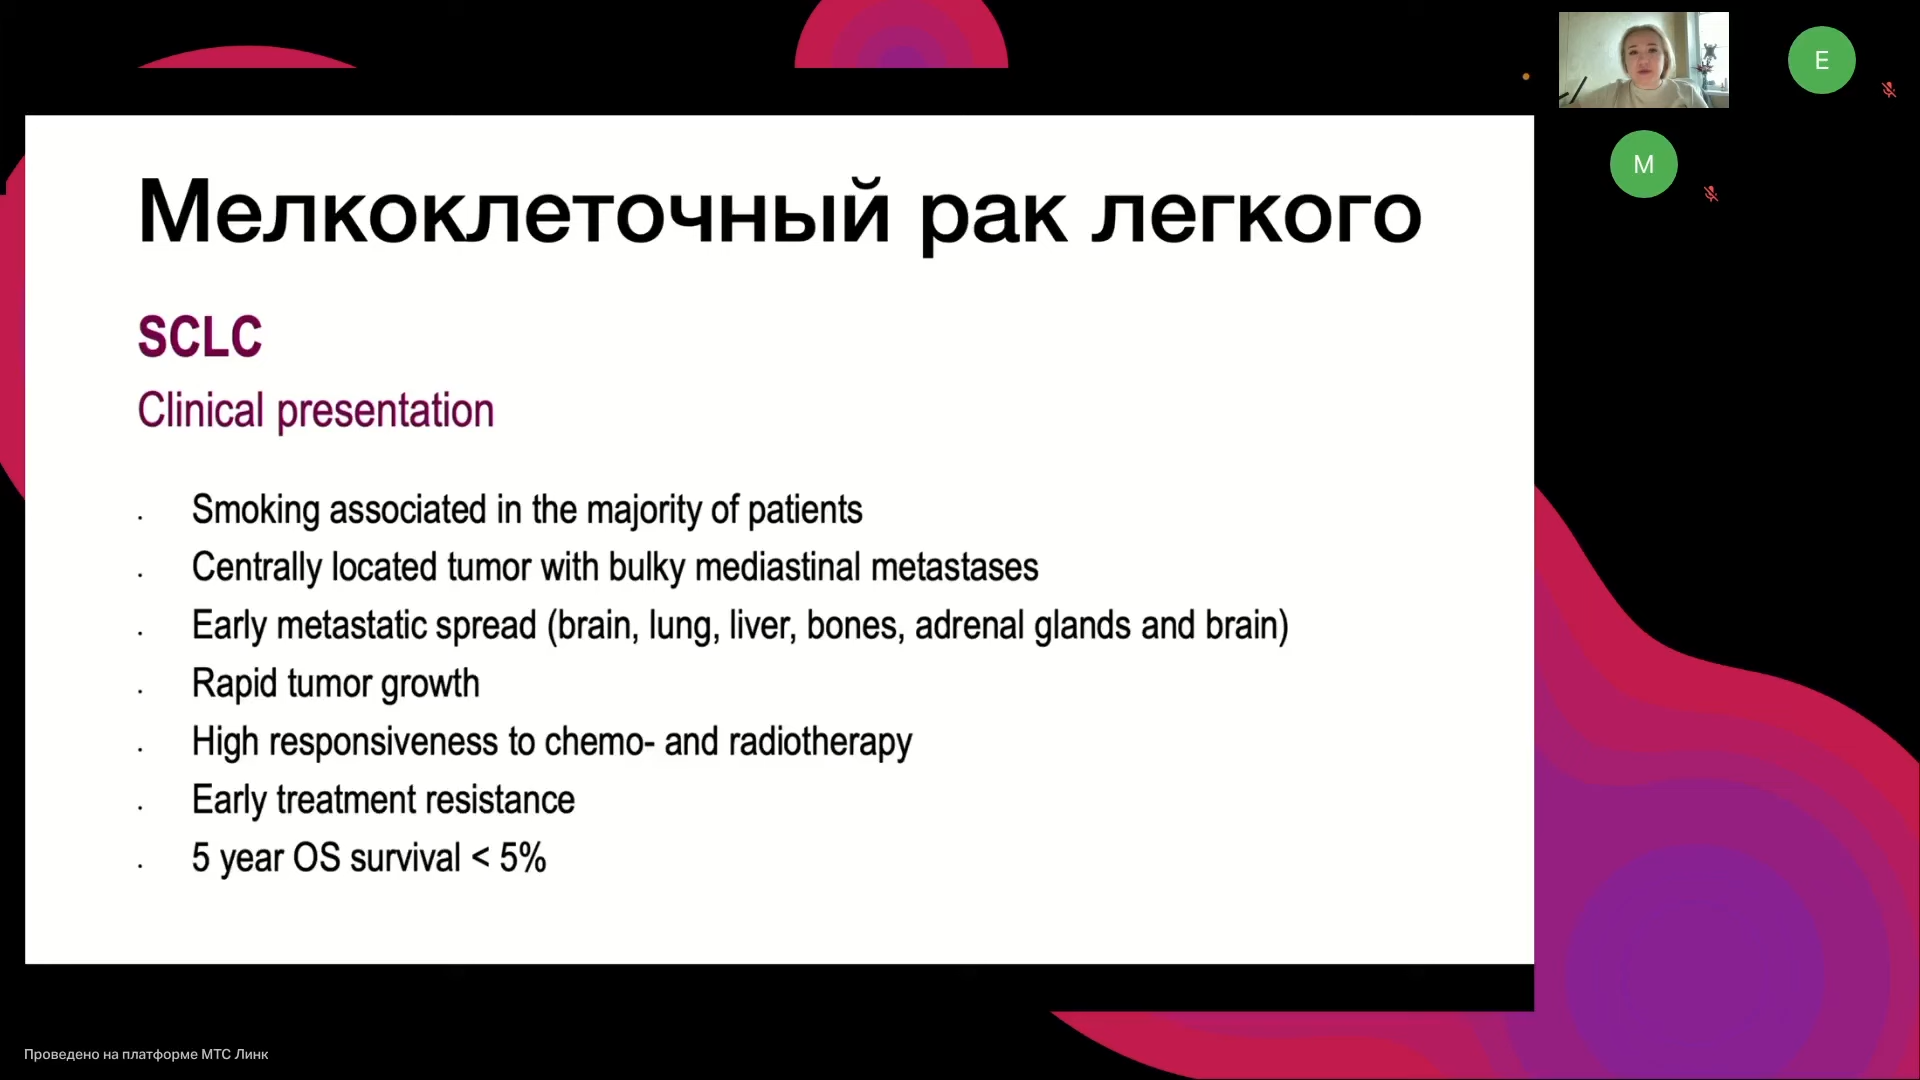 Мелкоклеточный рак легкого
SCLC
Clinical presentation
· Smoking associated in the majority of patients
· Centrally located tumor with bulky mediastinal metastases
· Early metastatic spread (brain, lung, liver, bones, adrenal glands and brain)
· Rapid tumor growth
· High responsiveness to chemo- and radiotherapy
· Early treatment resistance
· 5 year OS survival < 5%
E
M
Проведено на платформе МТС Линк